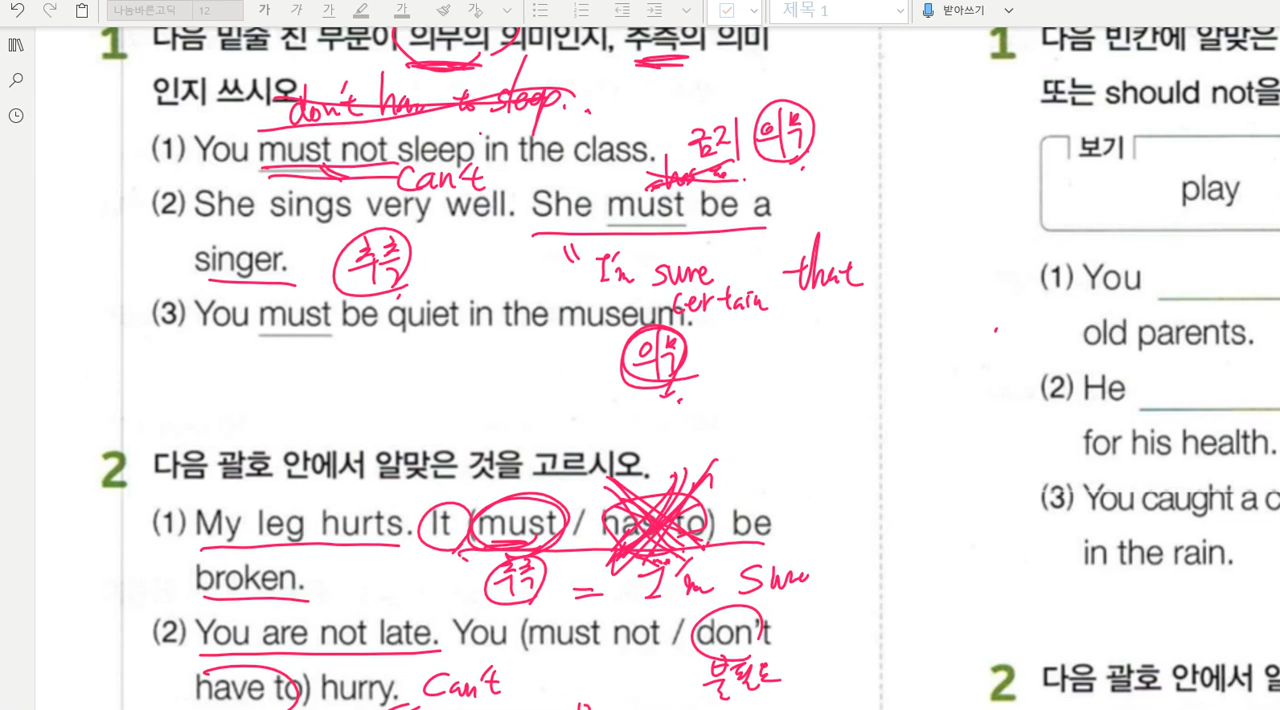 나눔바른고딕 12 가 가 가 가 가 제목 1 받아쓰기
1 다음 밑줄 친 부분이 의무의 의미인지, 추측의 의미
인지 쓰시오.
don't have to sleep.
(1) You must not sleep in the class. 금지 의무
can't
(2) She sings very well. She must be a
singer. 추측
"I'm sure that
certain
(3) You must be quiet in the museum.
의무
2 다음 괄호 안에서 알맞은 것을 고르시오.
(1) My leg hurts. It (must / has to) be
broken. 추측 = I'm sure
(2) You are not late. You (must not / don't
불필요
have to) hurry. can't
1 다음 빈칸에 알맞은
또는 should not을
보기
play
(1) You
old parents.
(2) He
for his health.
(3) You caught a c
in the rain.
2 다음 괄호 안에서 알